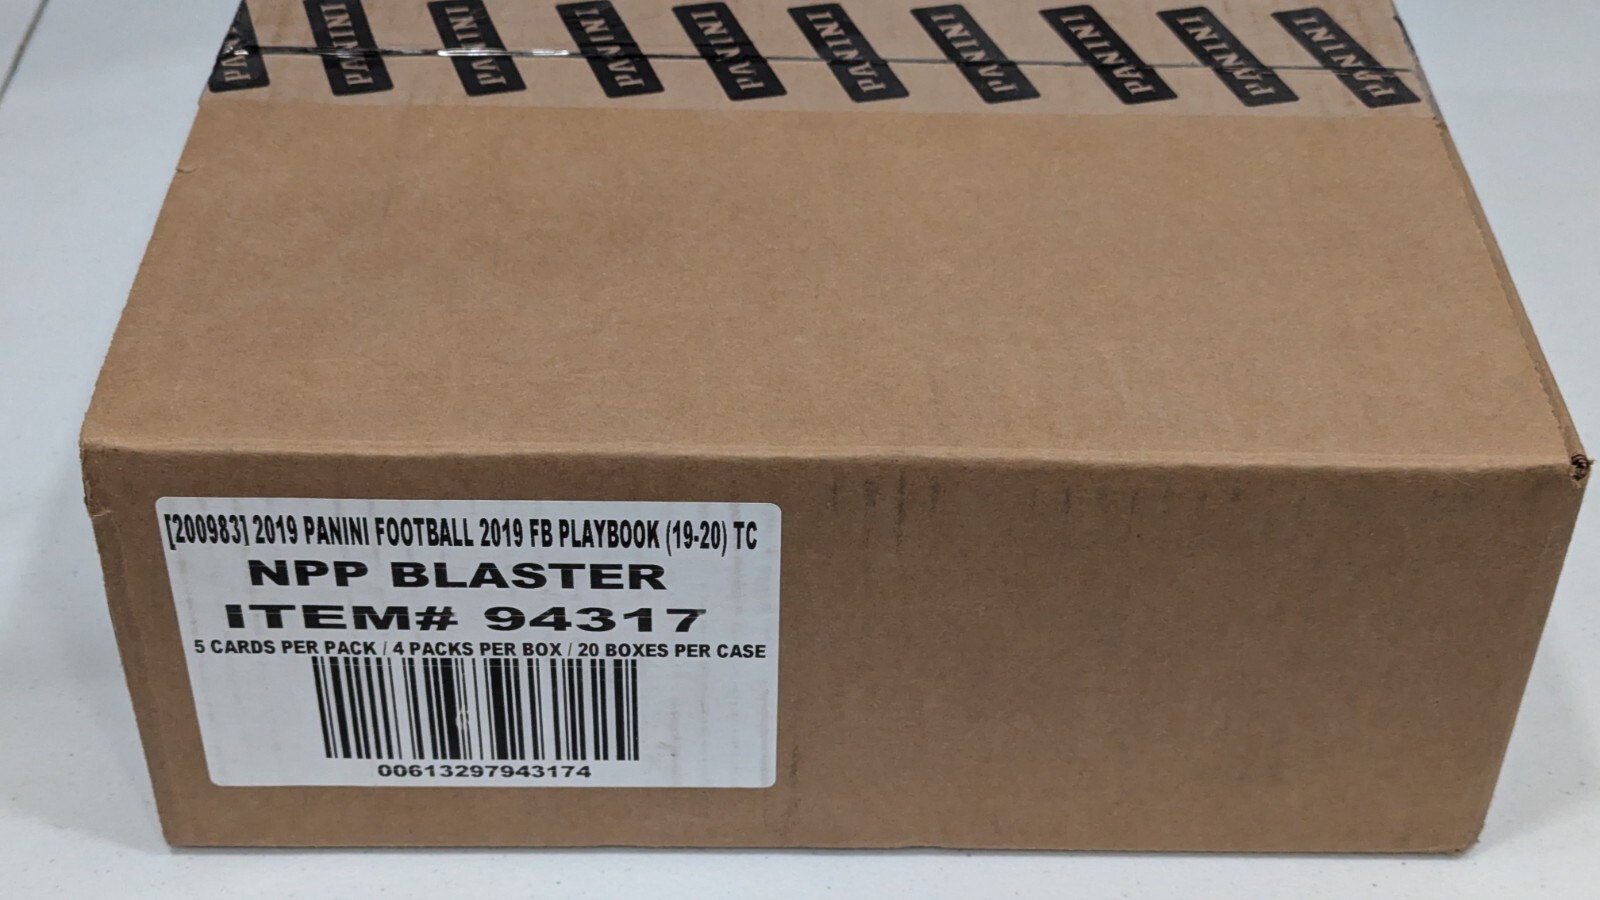 PANINI PANINI PANINI PANINI PANINI PANINI PANINI PANINI PANINI PANINI
[200983] 2019 PANINI FOOTBALL 2019 FB PLAYBOOK (19-20) TC
NPP BLASTER
ITEM# 94317
5 CARDS PER PACK / 4 PACKS PER BOX / 20 BOXES PER CASE
00613297943174